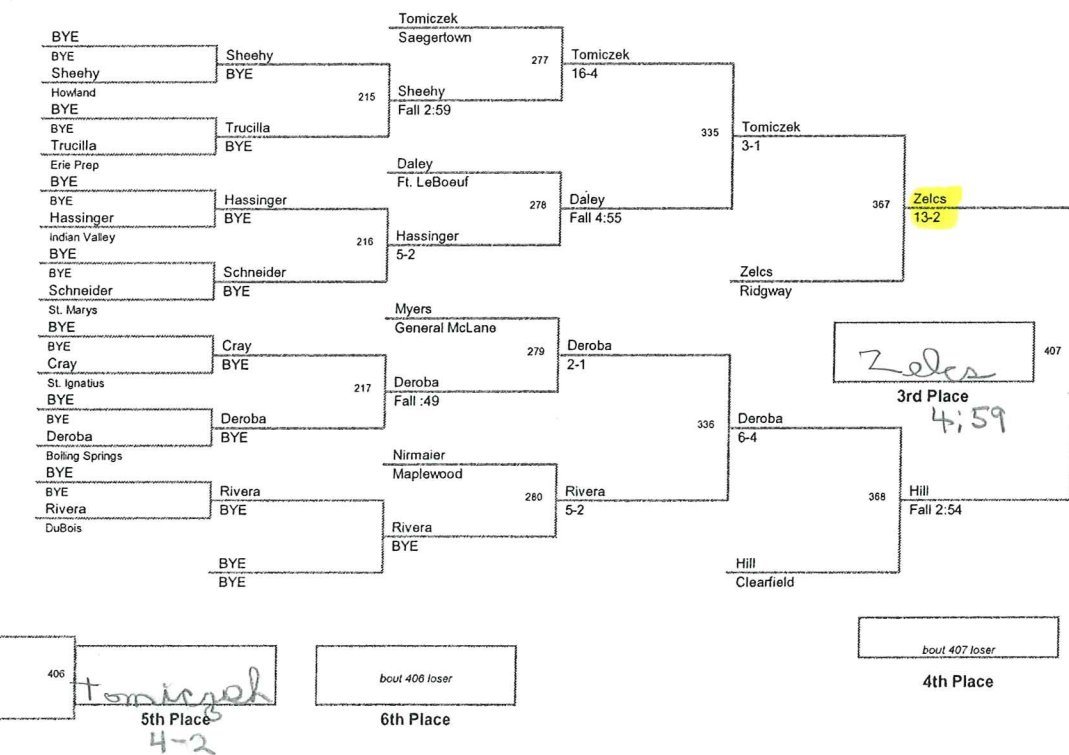 BYE
BYE
Sheehy
Howland
BYE
BYE
Trucilla
Erie Prep
BYE
BYE
Hassinger
Indian Valley
BYE
BYE
Schneider
St. Marys
BYE
BYE
Cray
St. Ignatius
BYE
BYE
Deroba
Boiling Springs
BYE
BYE
Rivera
DuBois
Sheehy
BYE
215
Trucilla
BYE
Hassinger
BYE
216
Schneider
BYE
Cray
BYE
217
Deroba
BYE
Rivera
BYE
BYE
BYE
Tomiczek
Saegertown
277
Sheehy
Fall 2:59
Daley
Ft. LeBoeuf
278
Hassinger
5-2
Myers
General McLane
279
Deroba
Fall :49
Nirmaier
Maplewood
280
Rivera
BYE
Tomiczek
16-4
335
Daley
Fall 4:55
Deroba
2-1
336
Rivera
5-2
Tomiczek
3-1
367
Zelcs
Ridgway
Deroba
6-4
368
Hill
Clearfield
Zelcs
13-2
Hill
Fall 2:54
Zelcs
407
3rd Place
4:59
bout 407 loser
4th Place
406
Tomiczek
5th Place
4-2
bout 406 loser
6th Place